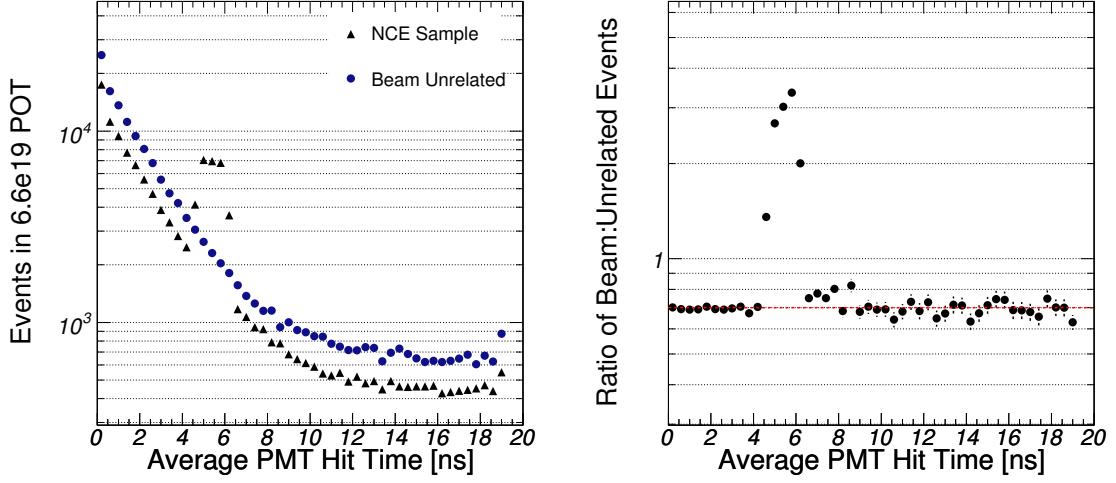 NCE Sample
Beam Unrelated
Events in 6.6e19 POT
10^4
10^3
0 2 4 6 8 10 12 14 16 18 20
Average PMT Hit Time [ns]
Ratio of Beam:Unrelated Events
1
0 2 4 6 8 10 12 14 16 18 20
Average PMT Hit Time [ns]